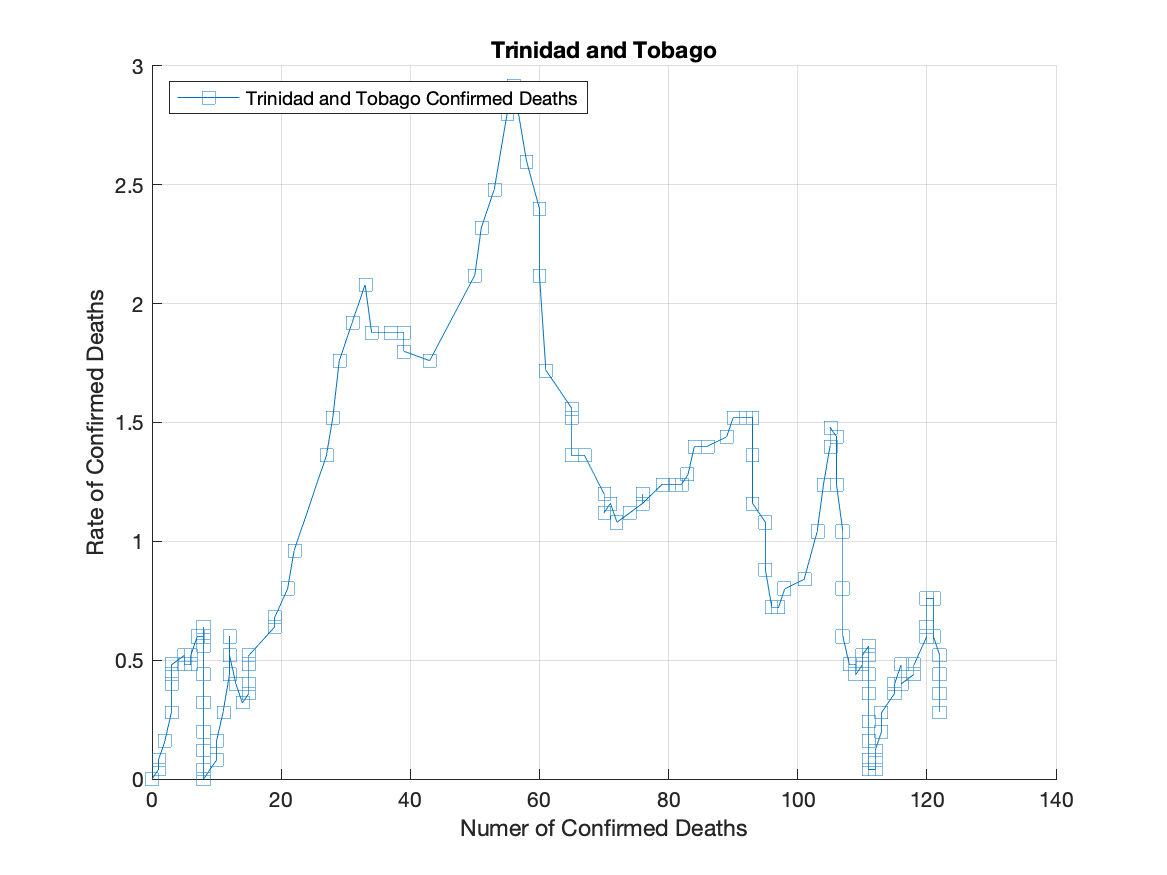 Trinidad and Tobago
Trinidad and Tobago Confirmed Deaths
3
2.5
2
1.5
1
0.5
0
Rate of Confirmed Deaths
0 20 40 60 80 100 120 140
Numer of Confirmed Deaths